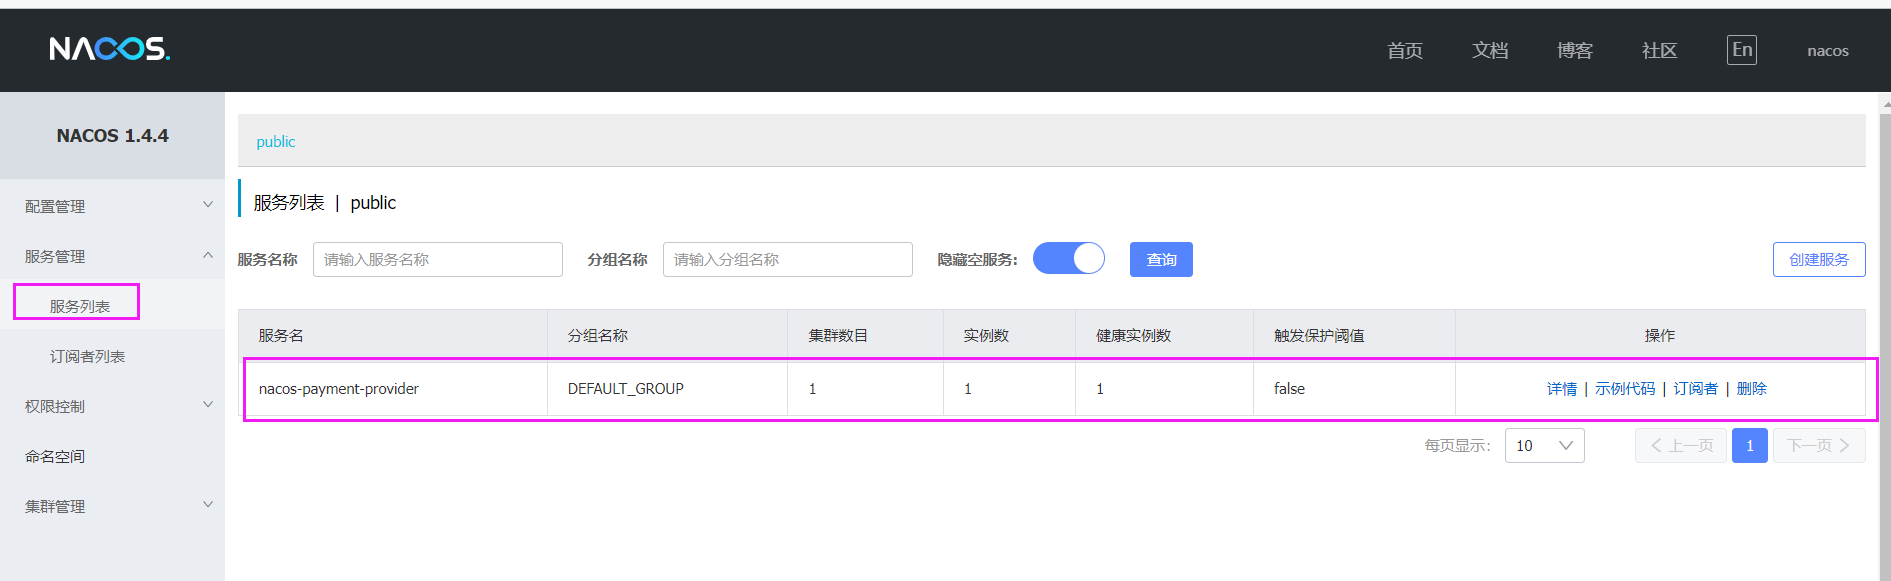 NACOS.
首页 文档 博客 社区 En nacos
NACOS 1.4.4
配置管理
服务管理
服务列表
订阅者列表
权限控制
命名空间
集群管理
public
服务列表 | public
服务名称 请输入服务名称 分组名称 请输入分组名称 隐藏空服务: 查询 创建服务
服务名 分组名称 集群数目 实例数 健康实例数 触发保护阈值 操作
nacos-payment-provider DEFAULT_GROUP 1 1 1 false 详情 | 示例代码 | 订阅者 | 删除
每页显示: 10 上一页 1 下一页